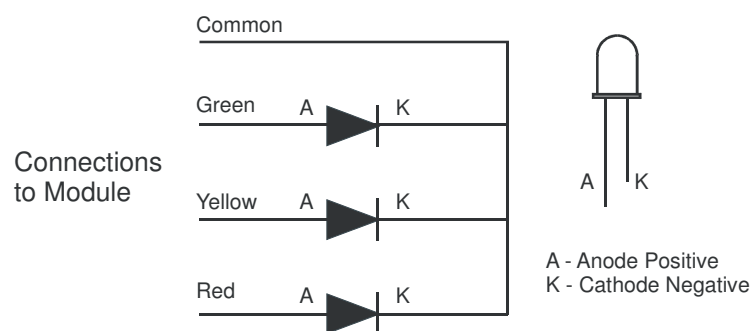 Common
Green
A
K
Connections
to Module
Yellow
A
K
Red
A
K
A
K
A - Anode Positive
K - Cathode Negative